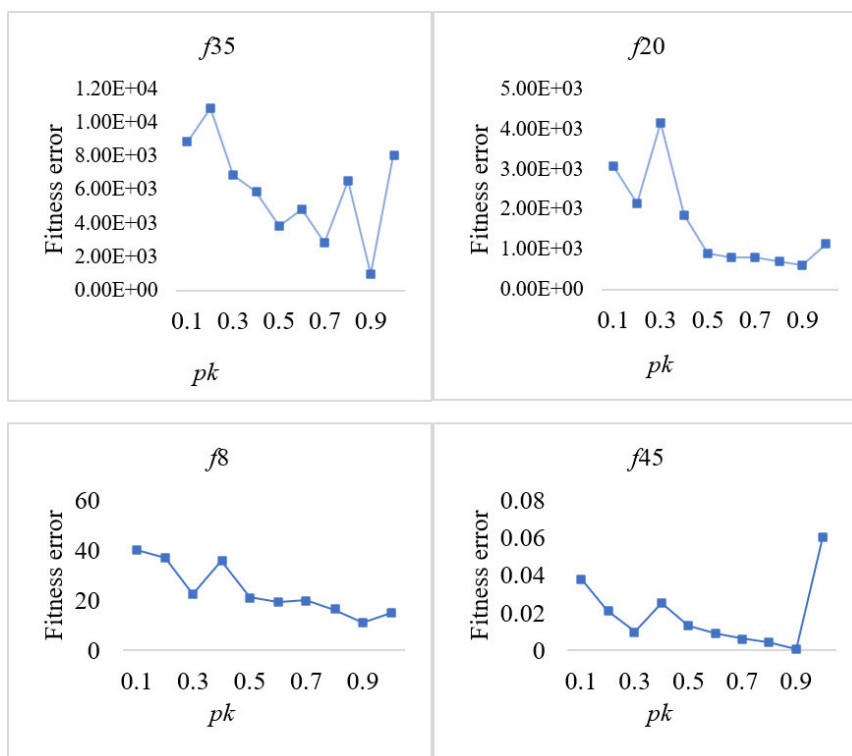 f35
1.20E+04
1.00E+04
8.00E+03
6.00E+03
4.00E+03
2.00E+03
0.00E+00
Fitness error
0.1 0.3 0.5 0.7 0.9
pk
f20
5.00E+03
4.00E+03
3.00E+03
2.00E+03
1.00E+03
0.00E+00
Fitness error
0.1 0.3 0.5 0.7 0.9
pk
f8
60
40
20
0
Fitness error
0.1 0.3 0.5 0.7 0.9
pk
f45
0.08
0.06
0.04
0.02
0
Fitness error
0.1 0.3 0.5 0.7 0.9
pk